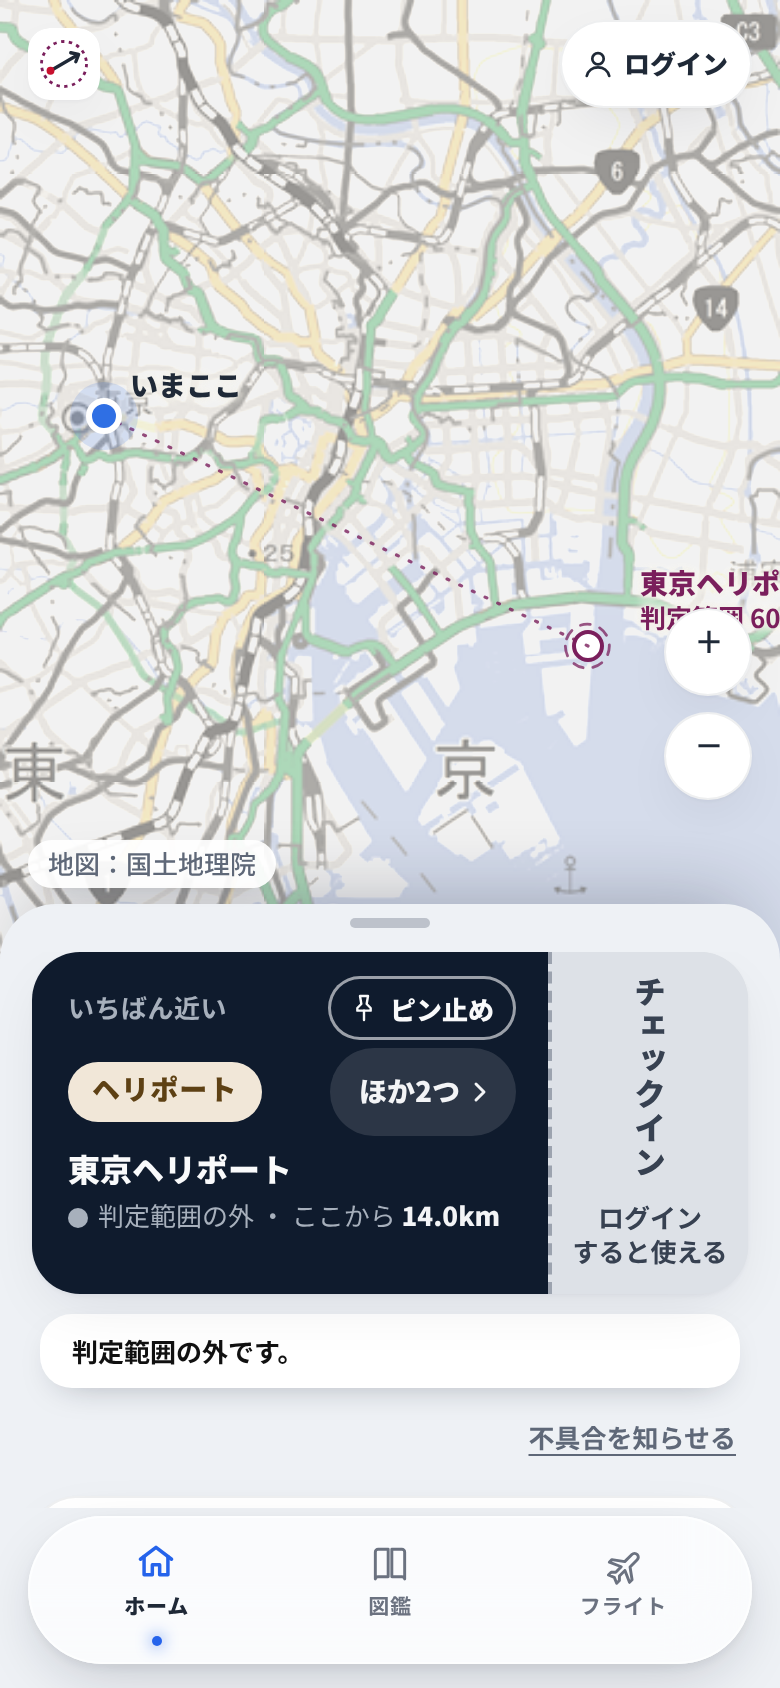 C3
ログイン
6
14
いまここ
25
東京ヘリポ
判定範囲 60
+
−
東
京
地図：国土地理院
いちばん近い
ピン止め
ヘリポート
ほか2つ
東京ヘリポート
判定範囲の外 ・ ここから 14.0km
チェックイン
ログイン
すると使える
判定範囲の外です。
不具合を知らせる
ホーム
図鑑
フライト